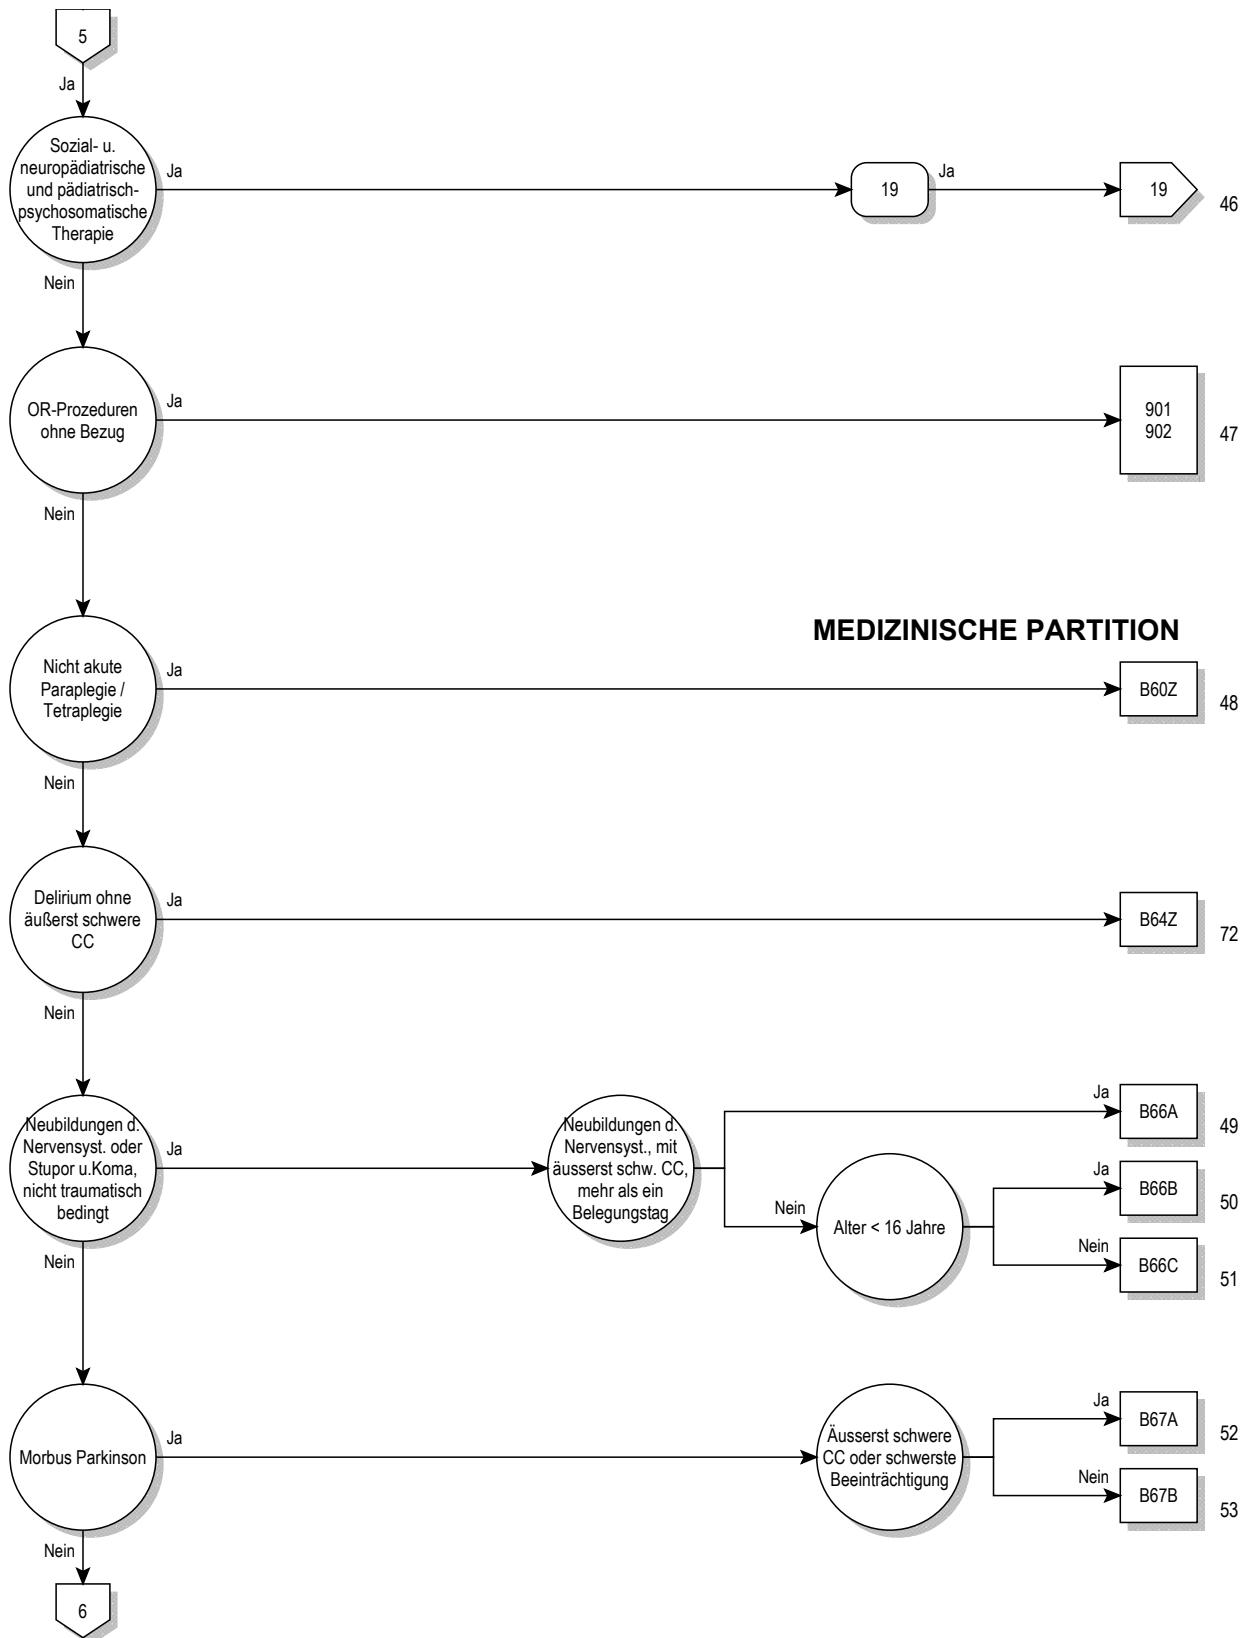 5
Ja
Sozial- u.
neuropädiatrische
und pädiatrisch-
psychosomatische
Therapie
Ja
19
Ja
19
46
Nein
OR-Prozeduren
ohne Bezug
Ja
901
902
47
Nein
MEDIZINISCHE PARTITION
Nicht akute
Paraplegie /
Tetraplegie
Ja
B60Z
48
Nein
Delirium ohne
äußerst schwere
CC
Ja
B64Z
72
Nein
Neubildungen d.
Nervensyst. oder
Stupor u.Koma,
nicht traumatisch
bedingt
Ja
Neubildungen d.
Nervensyst., mit
äusserst schw. CC,
mehr als ein
Belegungstag
Ja
B66A
49
Nein
Alter < 16 Jahre
Ja
B66B
50
Nein
B66C
51
Nein
Morbus Parkinson
Ja
Äusserst schwere
CC oder schwerste
Beeinträchtigung
Ja
B67A
52
Nein
B67B
53
Nein
6